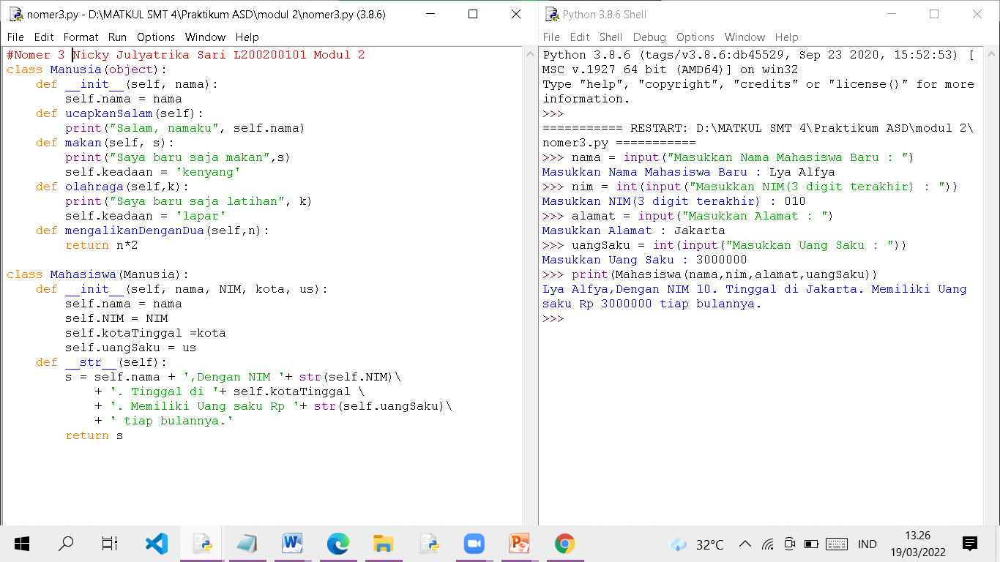 nomer3.py - D:\MATKUL SMT 4\Praktikum ASD\modul 2\nomer3.py (3.8.6)
File Edit Format Run Options Window Help
#Nomer 3 Nicky Julyatrika Sari L200200101 Modul 2
class Manusia(object):
    def __init__(self, nama):
        self.nama = nama
    def ucapkanSalam(self):
        print("Salam, namaku", self.nama)
    def makan(self, s):
        print("Saya baru saja makan",s)
        self.keadaan = 'kenyang'
    def olahraga(self,k):
        print("Saya baru saja latihan", k)
        self.keadaan = 'lapar'
    def mengalikanDenganDua(self,n):
        return n*2

class Mahasiswa(Manusia):
    def __init__(self, nama, NIM, kota, us):
        self.nama = nama
        self.NIM = NIM
        self.kotaTinggal =kota
        self.uangSaku = us
    def __str__(self):
        s = self.nama + ',Dengan NIM '+ str(self.NIM)\
            + '. Tinggal di '+ self.kotaTinggal \
            + '. Memiliki Uang saku Rp '+ str(self.uangSaku)\
            + ' tiap bulannya.'
        return s
Python 3.8.6 Shell
File Edit Shell Debug Options Window Help
Python 3.8.6 (tags/v3.8.6:db45529, Sep 23 2020, 15:52:53) [
MSC v.1927 64 bit (AMD64)] on win32
Type "help", "copyright", "credits" or "license()" for more
information.
>>>
=========== RESTART: D:\MATKUL SMT 4\Praktikum ASD\modul 2\
nomer3.py ===========
>>> nama = input("Masukkan Nama Mahasiswa Baru : ")
Masukkan Nama Mahasiswa Baru : Lya Alfya
>>> nim = int(input("Masukkan NIM(3 digit terakhir) : "))
Masukkan NIM(3 digit terakhir) : 010
>>> alamat = input("Masukkan Alamat : ")
Masukkan Alamat : Jakarta
>>> uangSaku = int(input("Masukkan Uang Saku : "))
Masukkan Uang Saku : 3000000
>>> print(Mahasiswa(nama,nim,alamat,uangSaku))
Lya Alfya,Dengan NIM 10. Tinggal di Jakarta. Memiliki Uang
saku Rp 3000000 tiap bulannya.
>>>
32°C IND 13.26
19/03/2022